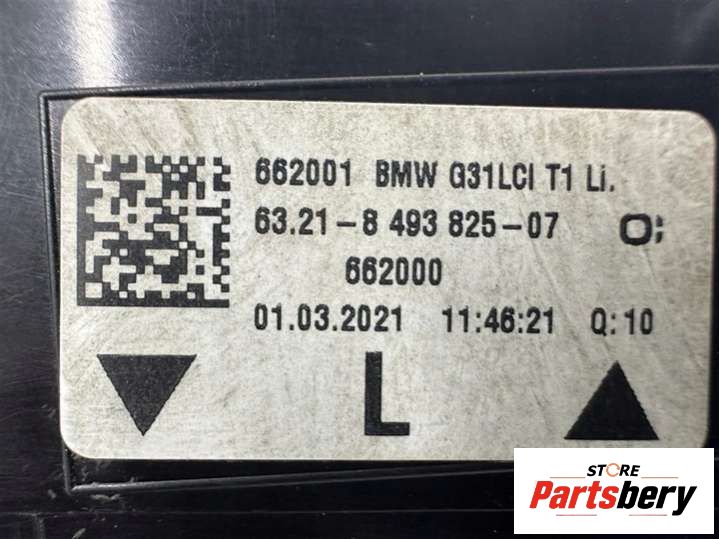 662001 BMW G31LCI T1 Li.
63.21-8 493 825-07
662000
01.03.2021 11:46:21 Q:10
L
STORE
Partsbery